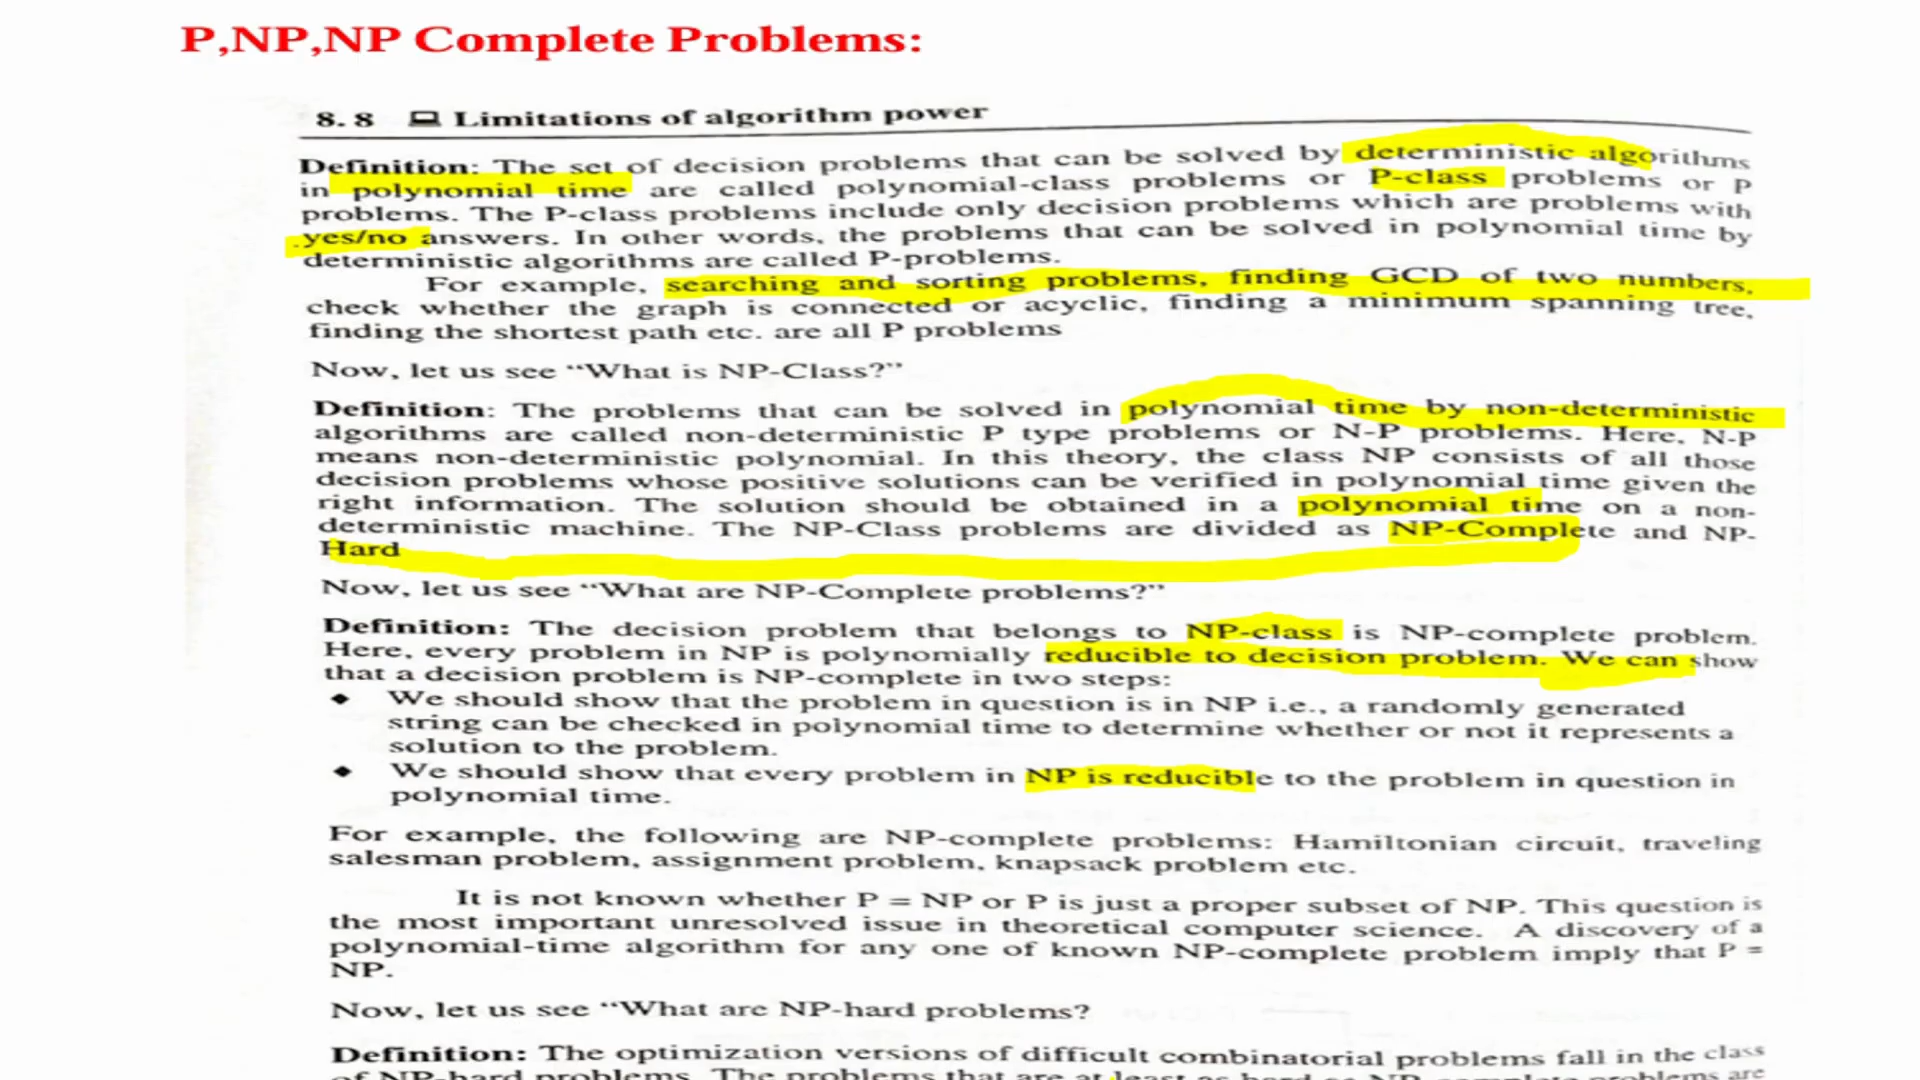 P,NP,NP Complete Problems:
8.8 Limitations of algorithm power
Definition: The set of decision problems that can be solved by deterministic algorithms
in polynomial time are called polynomial-class problems or P-class problems or P
problems. The P-class problems include only decision problems which are problems with
yes/no answers. In other words, the problems that can be solved in polynomial time by
deterministic algorithms are called P-problems.
For example, searching and sorting problems, finding GCD of two numbers,
check whether the graph is connected or acyclic, finding a minimum spanning tree,
finding the shortest path etc. are all P problems
Now, let us see “What is NP-Class?”
Definition: The problems that can be solved in polynomial time by non-deterministic
algorithms are called non-deterministic P type problems or N-P problems. Here, N-P
means non-deterministic polynomial. In this theory, the class NP consists of all those
decision problems whose positive solutions can be verified in polynomial time given the
right information. The solution should be obtained in a polynomial time on a non-
deterministic machine. The NP-Class problems are divided as NP-Complete and NP-
Hard
Now, let us see “What are NP-Complete problems?”
Definition: The decision problem that belongs to NP-class is NP-complete problem.
Here, every problem in NP is polynomially reducible to decision problem. We can show
that a decision problem is NP-complete in two steps:
♦ We should show that the problem in question is in NP i.e., a randomly generated
string can be checked in polynomial time to determine whether or not it represents a
solution to the problem.
♦ We should show that every problem in NP is reducible to the problem in question in
polynomial time.
For example, the following are NP-complete problems: Hamiltonian circuit, traveling
salesman problem, assignment problem, knapsack problem etc.
It is not known whether P = NP or P is just a proper subset of NP. This question is
the most important unresolved issue in theoretical computer science. A discovery of a
polynomial-time algorithm for any one of known NP-complete problem imply that P =
NP.
Now, let us see “What are NP-hard problems?
Definition: The optimization versions of difficult combinatorial problems fall in the class
of NP-hard problems. The problems that are at least as hard as NP-complete problems are